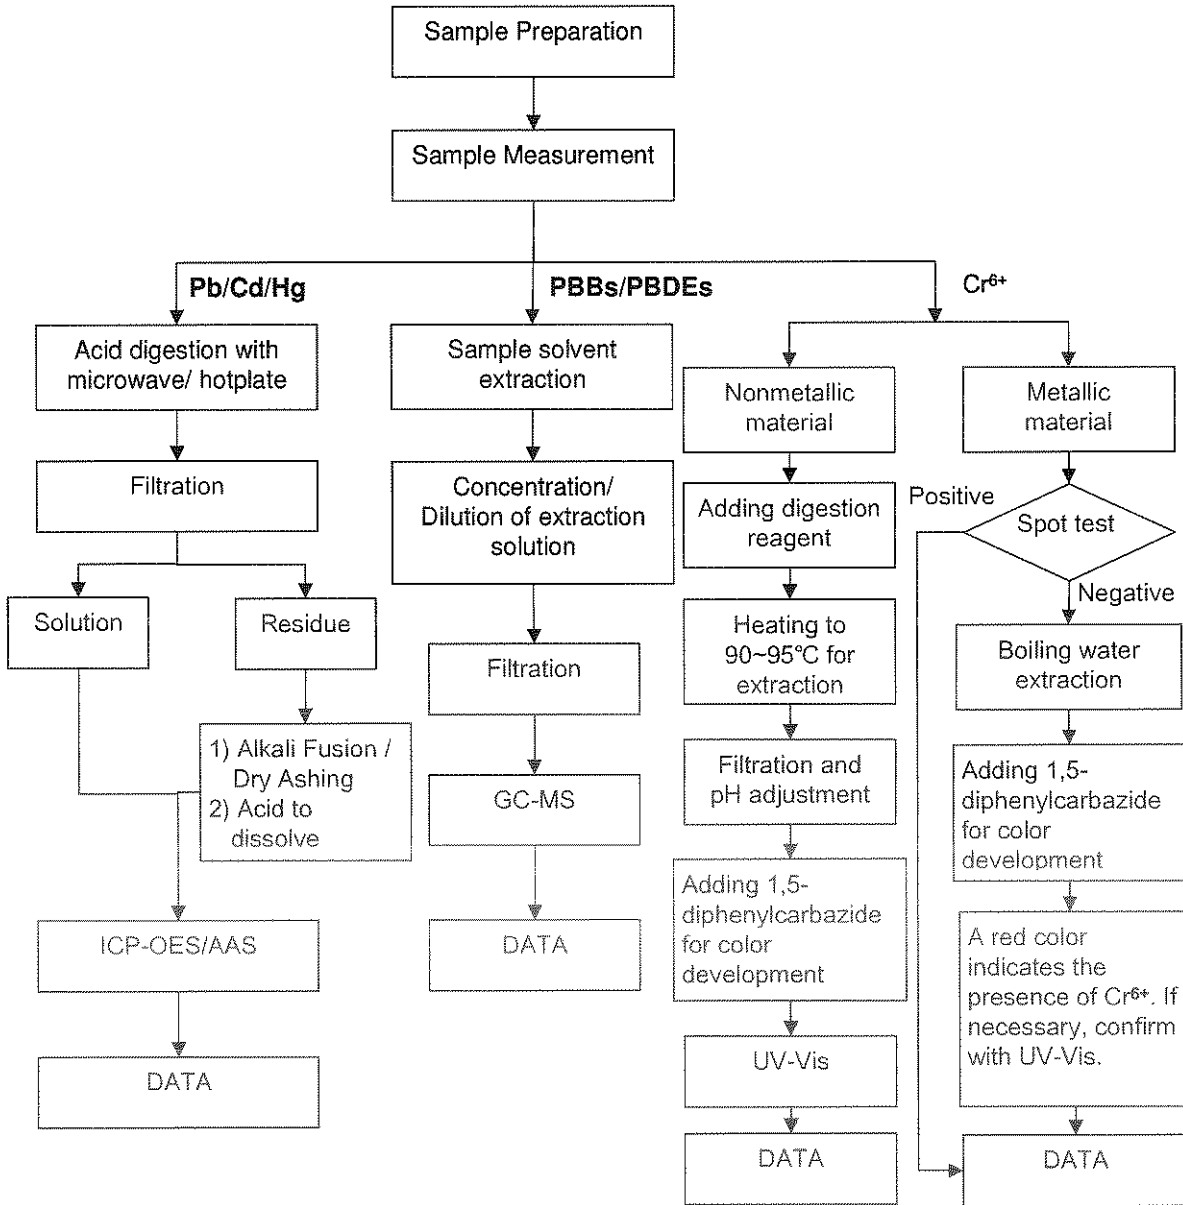 Sample Preparation
Sample Measurement
Pb/Cd/Hg
PBBs/PBDEs
Cr⁶⁺
Acid digestion with
microwave/ hotplate
Filtration
Solution
Residue
1) Alkali Fusion /
Dry Ashing
2) Acid to
dissolve
ICP-OES/AAS
DATA
Sample solvent
extraction
Concentration/
Dilution of extraction
solution
Filtration
GC-MS
DATA
Nonmetallic
material
Adding digestion
reagent
Heating to
90~95℃ for
extraction
Filtration and
pH adjustment
Adding 1,5-
diphenylcarbazide
for color
development
UV-Vis
DATA
Metallic
material
Spot test
Positive
Negative
Boiling water
extraction
Adding 1,5-
diphenylcarbazide
for color
development
A red color
indicates the
presence of Cr⁶⁺. If
necessary, confirm
with UV-Vis.
DATA